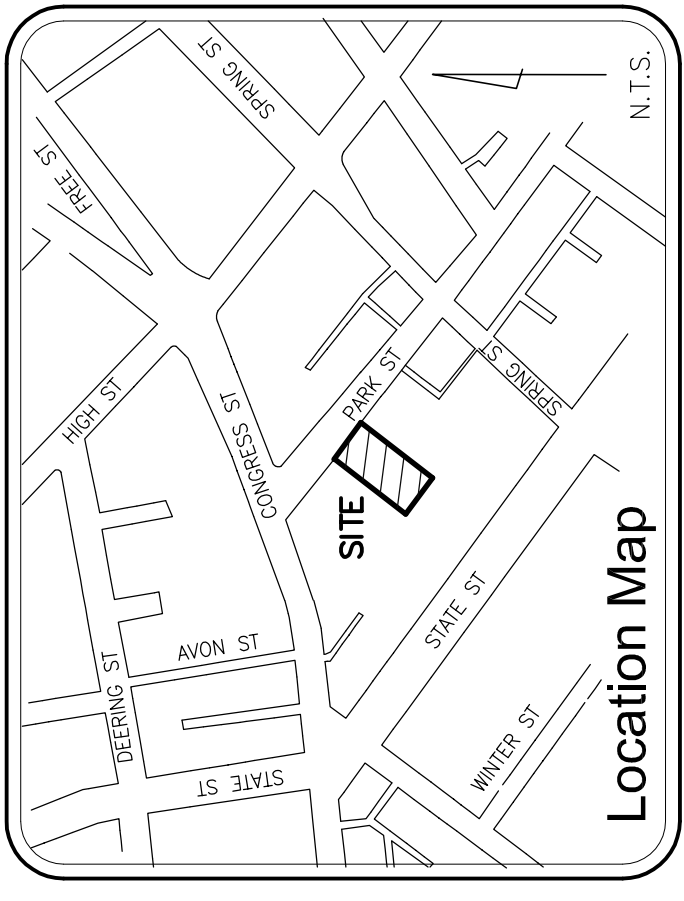 SPRING ST
N.T.S.
FREE ST
HIGH ST
CONGRESS ST
PARK ST
SPRING ST
SITE
AVON ST
DEERING ST
STATE ST
STATE ST
WINTER ST
Location Map